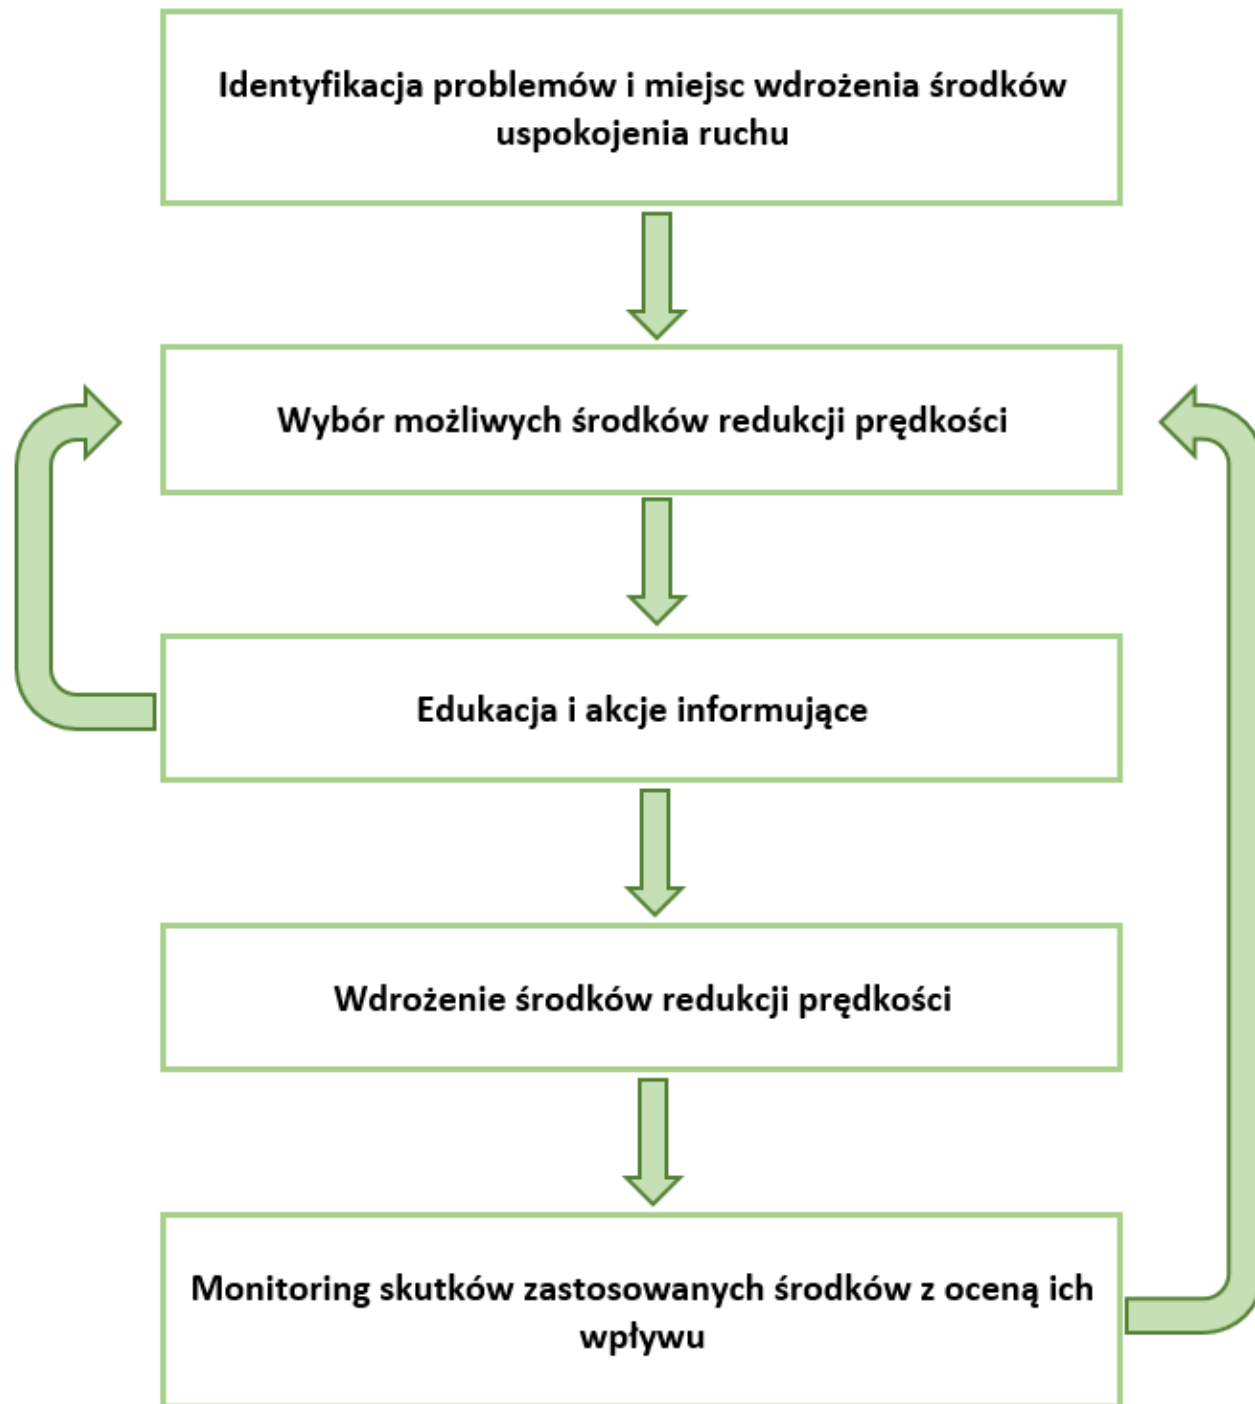 Identyfikacja problemów i miejsc wdrożenia środków
uspokojenia ruchu
Wybór możliwych środków redukcji prędkości
Edukacja i akcje informujące
Wdrożenie środków redukcji prędkości
Monitoring skutków zastosowanych środków z oceną ich
wpływu